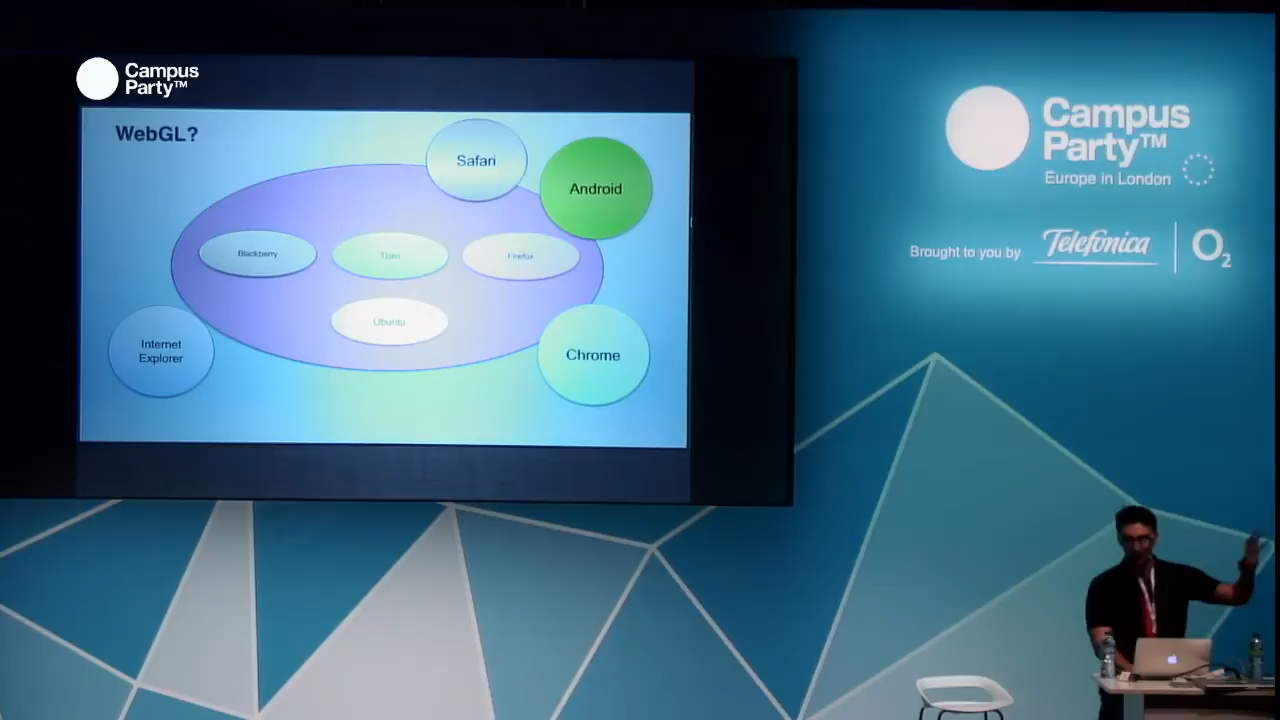 Campus
Party™
WebGL?
Safari
Android
Blackberry
Tizen
Firefox
Ubuntu
Internet
Explorer
Chrome
Campus
Party™
Europe in London
Brought to you by
Telefónica
O2